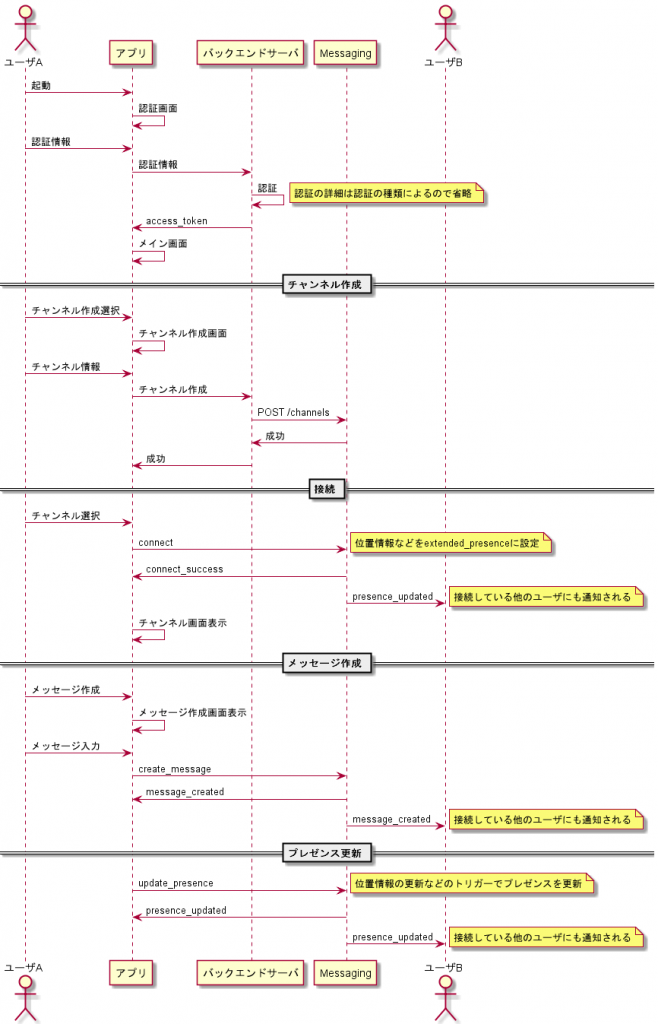 ユーザA
アプリ
バックエンドサーバ
Messaging
ユーザB
起動
認証画面
認証情報
認証情報
認証
認証の詳細は認証の種類によるので省略
access_token
メイン画面
チャンネル作成
チャンネル作成選択
チャンネル作成画面
チャンネル情報
チャンネル作成
POST /channels
成功
成功
接続
チャンネル選択
connect
位置情報などをextended_presenceに設定
connect_success
presence_updated
接続している他のユーザにも通知される
チャンネル画面表示
メッセージ作成
メッセージ作成
メッセージ作成画面表示
メッセージ入力
create_message
message_created
message_created
接続している他のユーザにも通知される
プレゼンス更新
update_presence
位置情報の更新などのトリガーでプレゼンスを更新
presence_updated
presence_updated
接続している他のユーザにも通知される
ユーザA
アプリ
バックエンドサーバ
Messaging
ユーザB